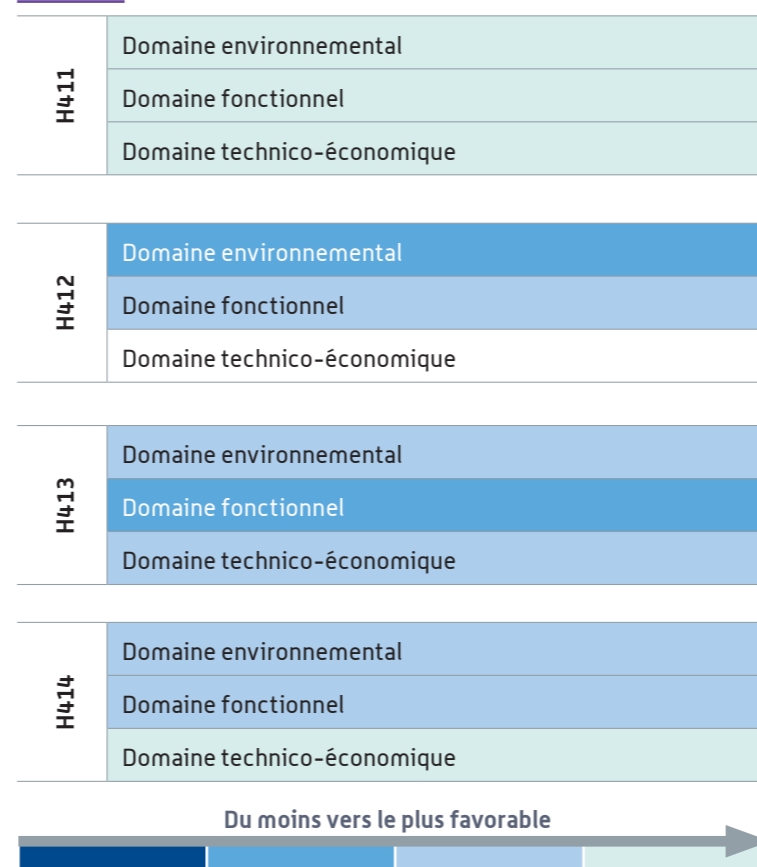 H411
Domaine environnemental
Domaine fonctionnel
Domaine technico-économique
H412
Domaine environnemental
Domaine fonctionnel
Domaine technico-économique
H413
Domaine environnemental
Domaine fonctionnel
Domaine technico-économique
H414
Domaine environnemental
Domaine fonctionnel
Domaine technico-économique
Du moins vers le plus favorable